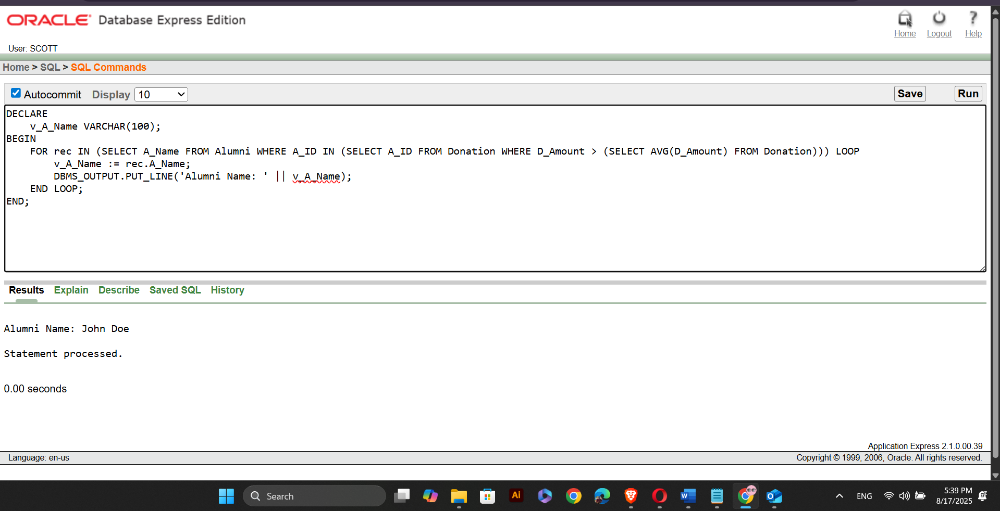 ORACLE Database Express Edition
Home Logout Help
User: SCOTT
Home > SQL > SQL Commands
Autocommit Display 10 Save Run
DECLARE
    v_A_Name VARCHAR(100);
BEGIN
    FOR rec IN (SELECT A_Name FROM Alumni WHERE A_ID IN (SELECT A_ID FROM Donation WHERE D_Amount > (SELECT AVG(D_Amount) FROM Donation))) LOOP
        v_A_Name := rec.A_Name;
        DBMS_OUTPUT.PUT_LINE('Alumni Name: ' || v_A_Name);
    END LOOP;
END;
Results Explain Describe Saved SQL History
Alumni Name: John Doe
Statement processed.
0.00 seconds
Application Express 2.1.0.00.39
Language: en-us Copyright © 1999, 2006, Oracle. All rights reserved.
Search Ai W O ENG 5:39 PM
8/17/2025